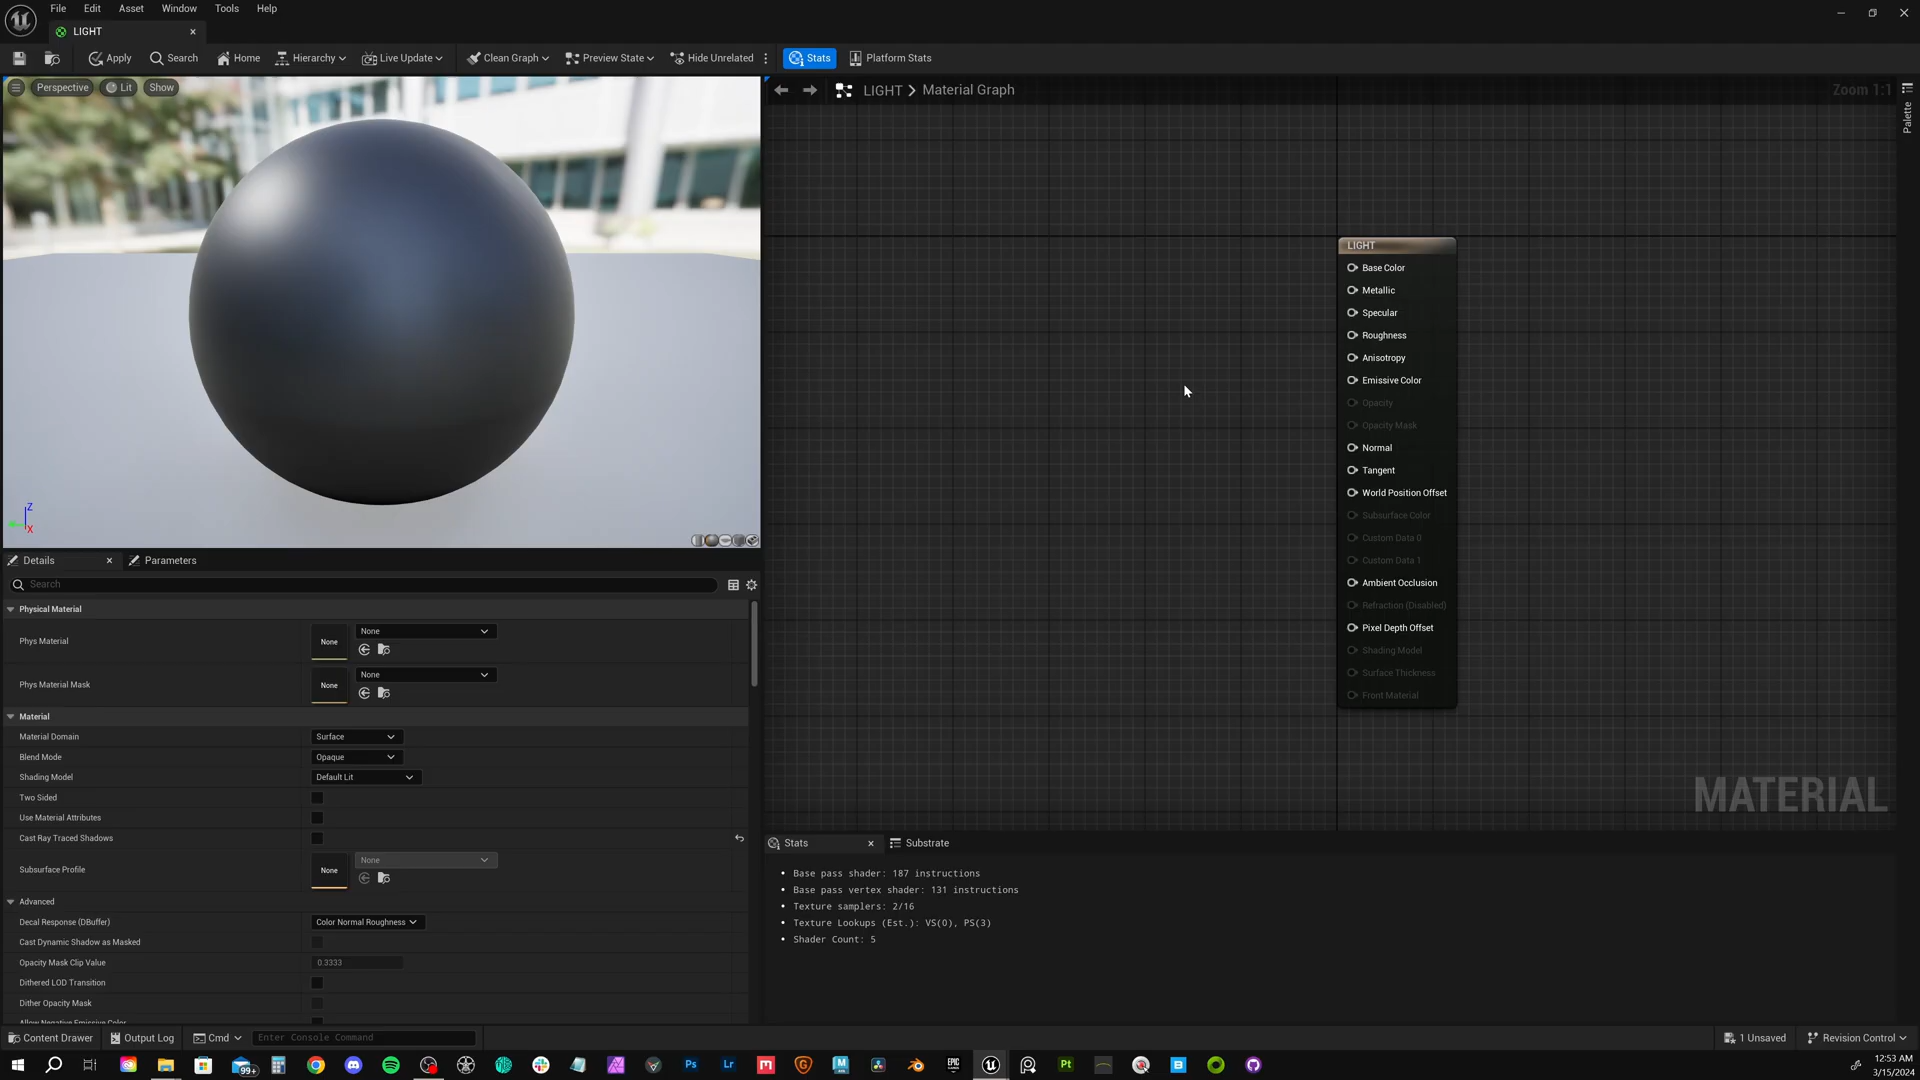 File Edit Asset Window Tools Help
LIGHT
Apply Search Home Hierarchy Live Update Clean Graph Preview State Hide Unrelated Stats Platform Stats
Perspective Lit Show
LIGHT Material Graph Zoom 1:1
Palette
LIGHT
Base Color
Metallic
Specular
Roughness
Anisotropy
Emissive Color
Opacity
Opacity Mask
Normal
Tangent
World Position Offset
Subsurface Color
Custom Data 0
Custom Data 1
Ambient Occlusion
Refraction (Disabled)
Pixel Depth Offset
Shading Model
Surface Thickness
Front Material
MATERIAL
Z
X
Details Parameters
Search
Physical Material
Phys Material None None
Phys Material Mask None None
Material
Material Domain Surface
Blend Mode Opaque
Shading Model Default Lit
Two Sided
Use Material Attributes
Cast Ray Traced Shadows
Subsurface Profile None None
Advanced
Decal Response (DBuffer) Color Normal Roughness
Cast Dynamic Shadow as Masked
Opacity Mask Clip Value 0.3333
Dithered LOD Transition
Dither Opacity Mask
Allow Negative Emissive Color
Stats Substrate
Base pass shader: 187 instructions
Base pass vertex shader: 131 instructions
Texture samplers: 2/16
Texture Lookups (Est.): VS(0), PS(3)
Shader Count: 5
Content Drawer Output Log Cmd Enter Console Command 1 Unsaved Revision Control
99+ Ps Lr M G M EPIC Pt B
12:53 AM
3/15/2024